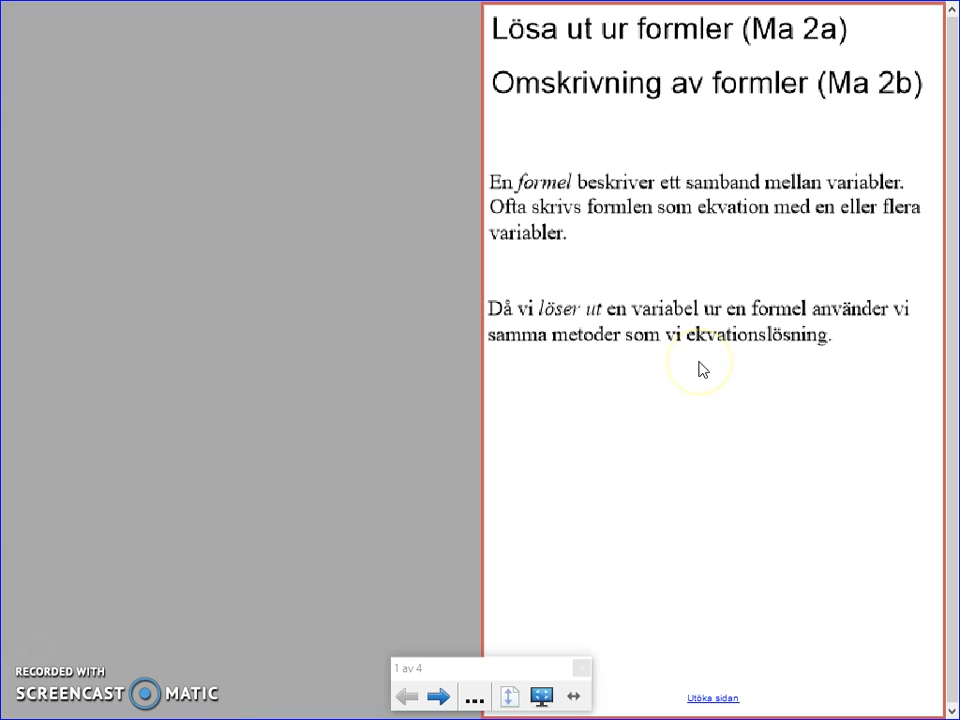 Lösa ut ur formler (Ma 2a)
Omskrivning av formler (Ma 2b)
En formel beskriver ett samband mellan variabler.
Ofta skrivs formlen som ekvation med en eller flera
variabler.
Då vi löser ut en variabel ur en formel använder vi
samma metoder som vi ekvationslösning.
1 av 4
Utöka sidan
RECORDED WITH
SCREENCAST MATIC